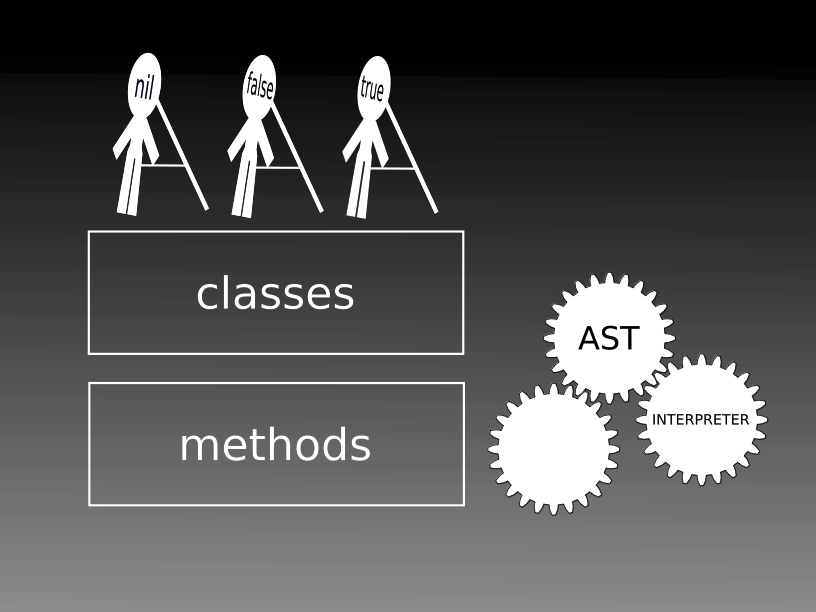 nil
false
true
classes
methods
AST
INTERPRETER